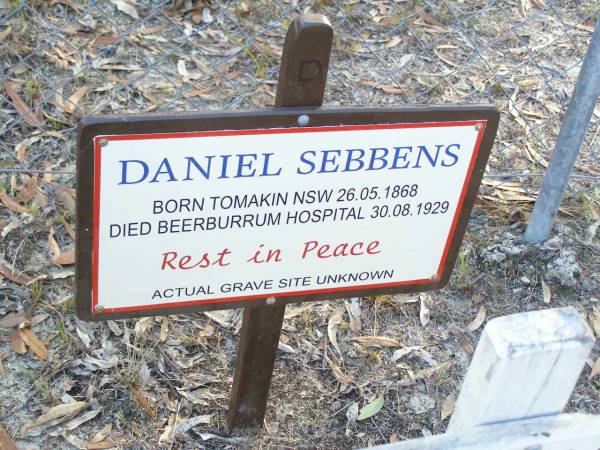 D
DANIEL SEBBENS
BORN TOMAKIN NSW 26.05.1868
DIED BEERBURRUM HOSPITAL 30.08.1929
Rest in Peace
ACTUAL GRAVE SITE UNKNOWN